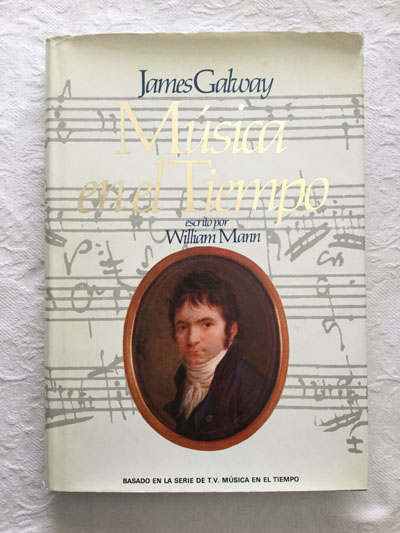 James Galway
Música
en el Tiempo
escrito por
William Mann
BASADO EN LA SERIE DE T.V. MÚSICA EN EL TIEMPO